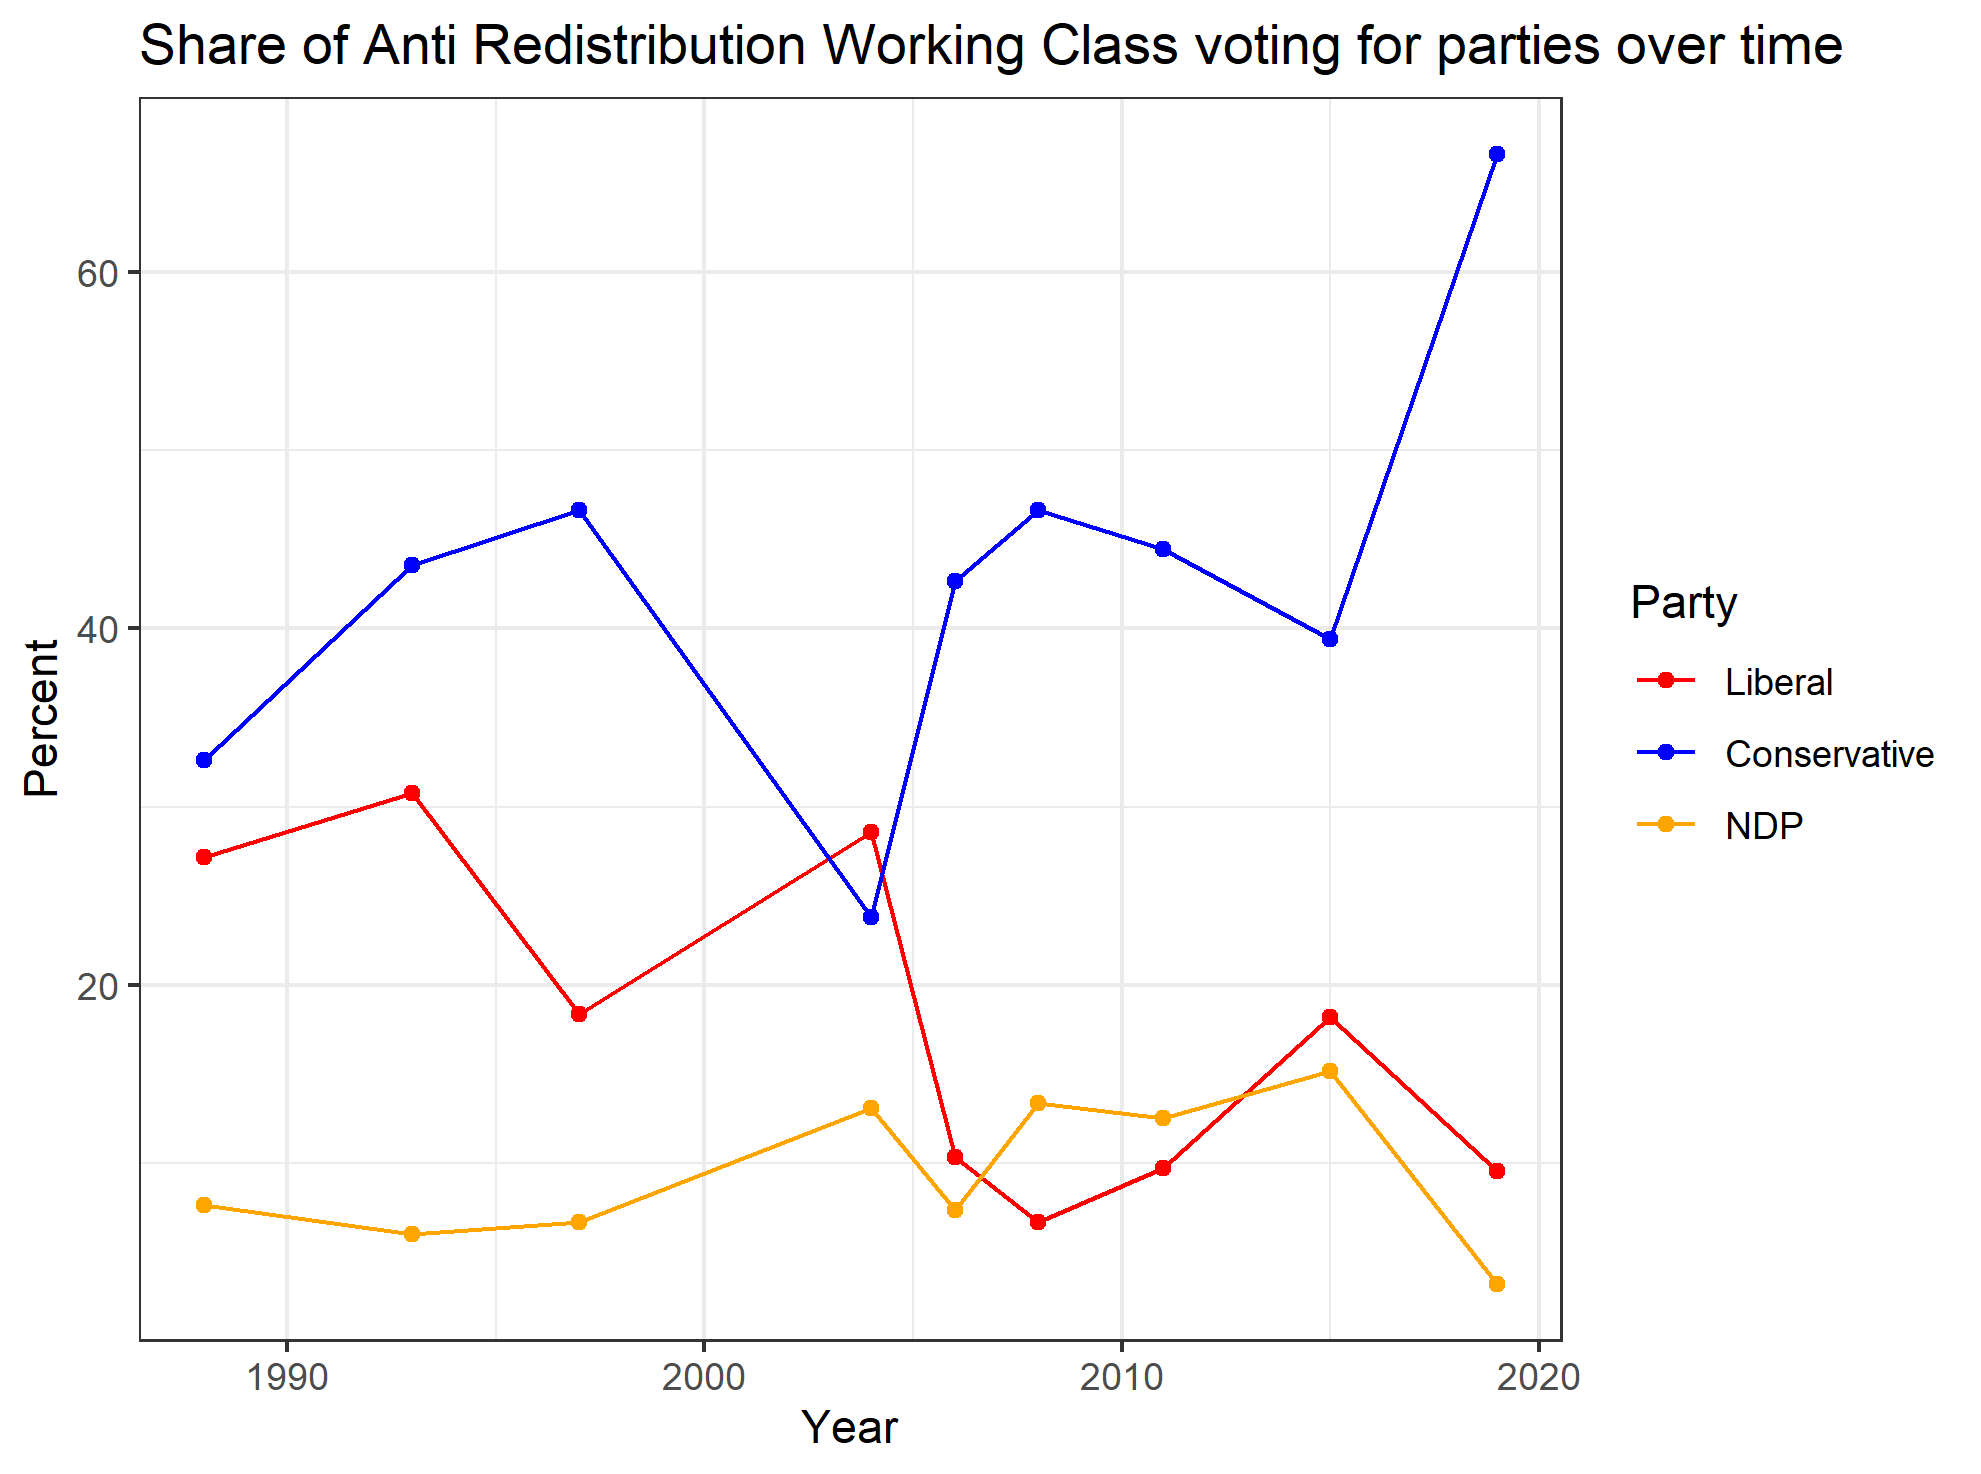 Share of Anti Redistribution Working Class voting for parties over time
60
40
20
Percent
1990
2000
2010
2020
Year
Party
Liberal
Conservative
NDP